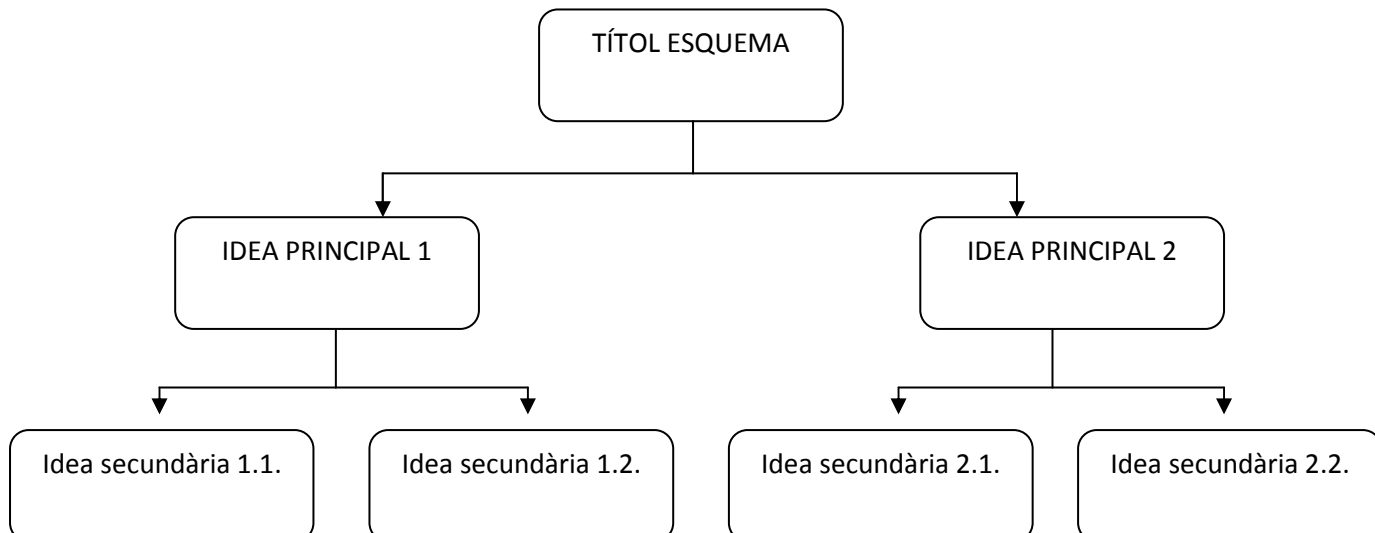 TÍTOL ESQUEMA
IDEA PRINCIPAL 1
IDEA PRINCIPAL 2
Idea secundària 1.1.
Idea secundària 1.2.
Idea secundària 2.1.
Idea secundària 2.2.